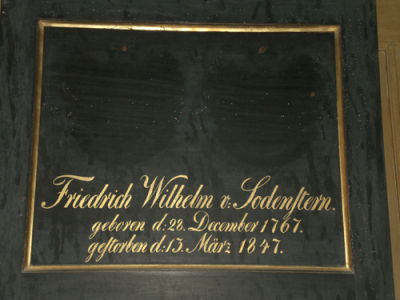 Friedrich Wilhelm v: Sodenſtern.
geboren d: 28. December 1767.
geſtorben d: 13. März 1847.